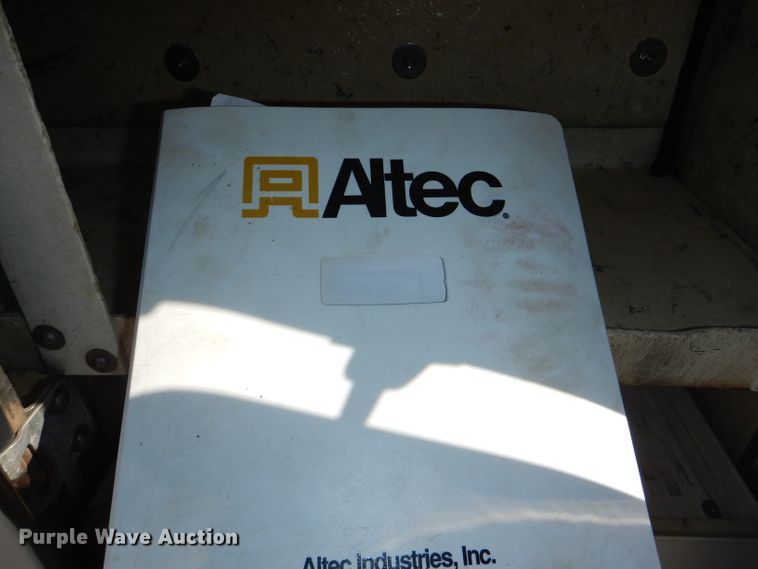 Altec®
Altec Industries, Inc.
Purple Wave Auction